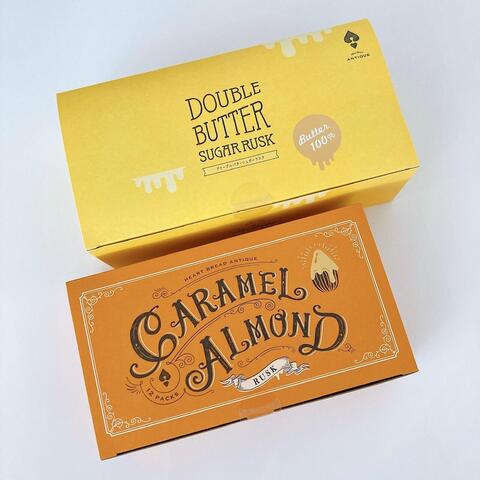 ANTIQUE
DOUBLE
BUTTER
SUGAR RUSK
Butter
100%
HEART BREAD ANTIQUE
CARAMEL
ALMOND
12 PACKS
RUSK